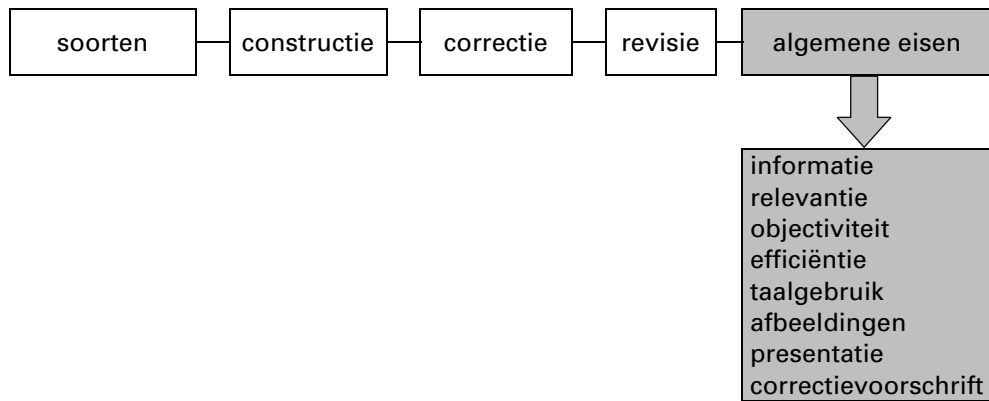 soorten
constructie
correctie
revisie
algemene eisen
informatie
relevantie
objectiviteit
efficiëntie
taalgebruik
afbeeldingen
presentatie
correctievoorschrift